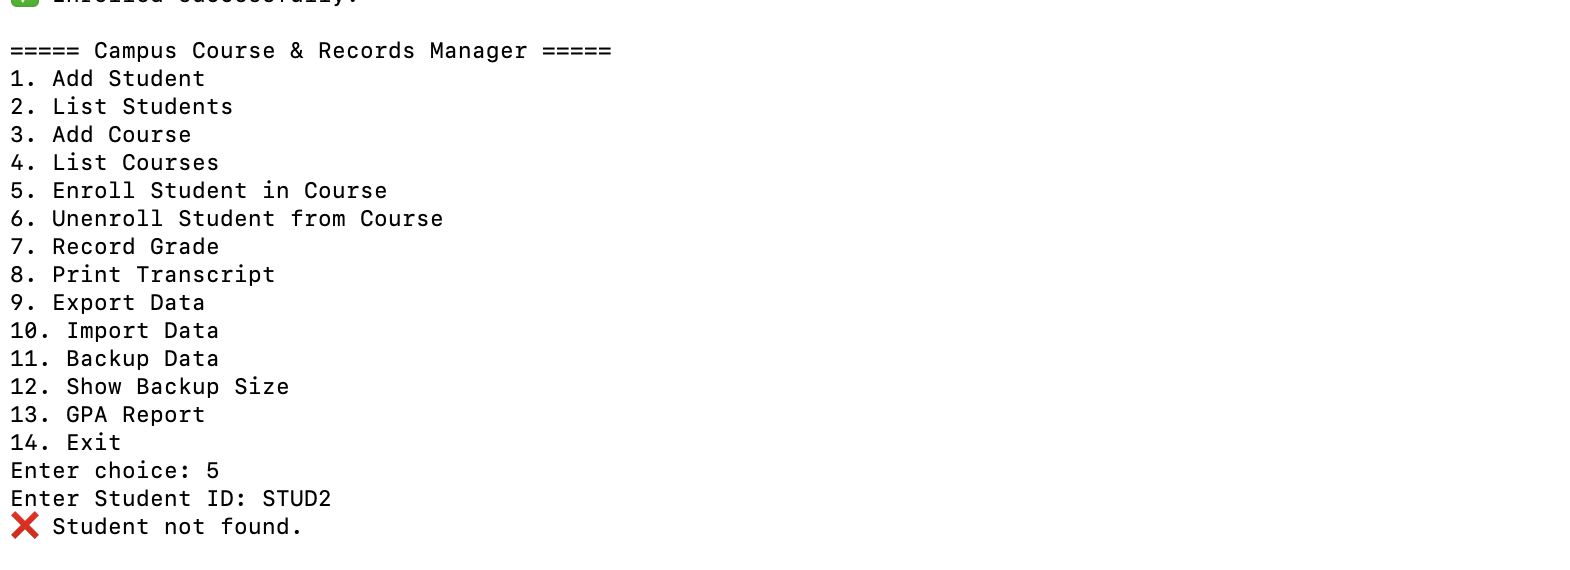 ===== Campus Course & Records Manager =====
1. Add Student
2. List Students
3. Add Course
4. List Courses
5. Enroll Student in Course
6. Unenroll Student from Course
7. Record Grade
8. Print Transcript
9. Export Data
10. Import Data
11. Backup Data
12. Show Backup Size
13. GPA Report
14. Exit
Enter choice: 5
Enter Student ID: STUD2
❌ Student not found.